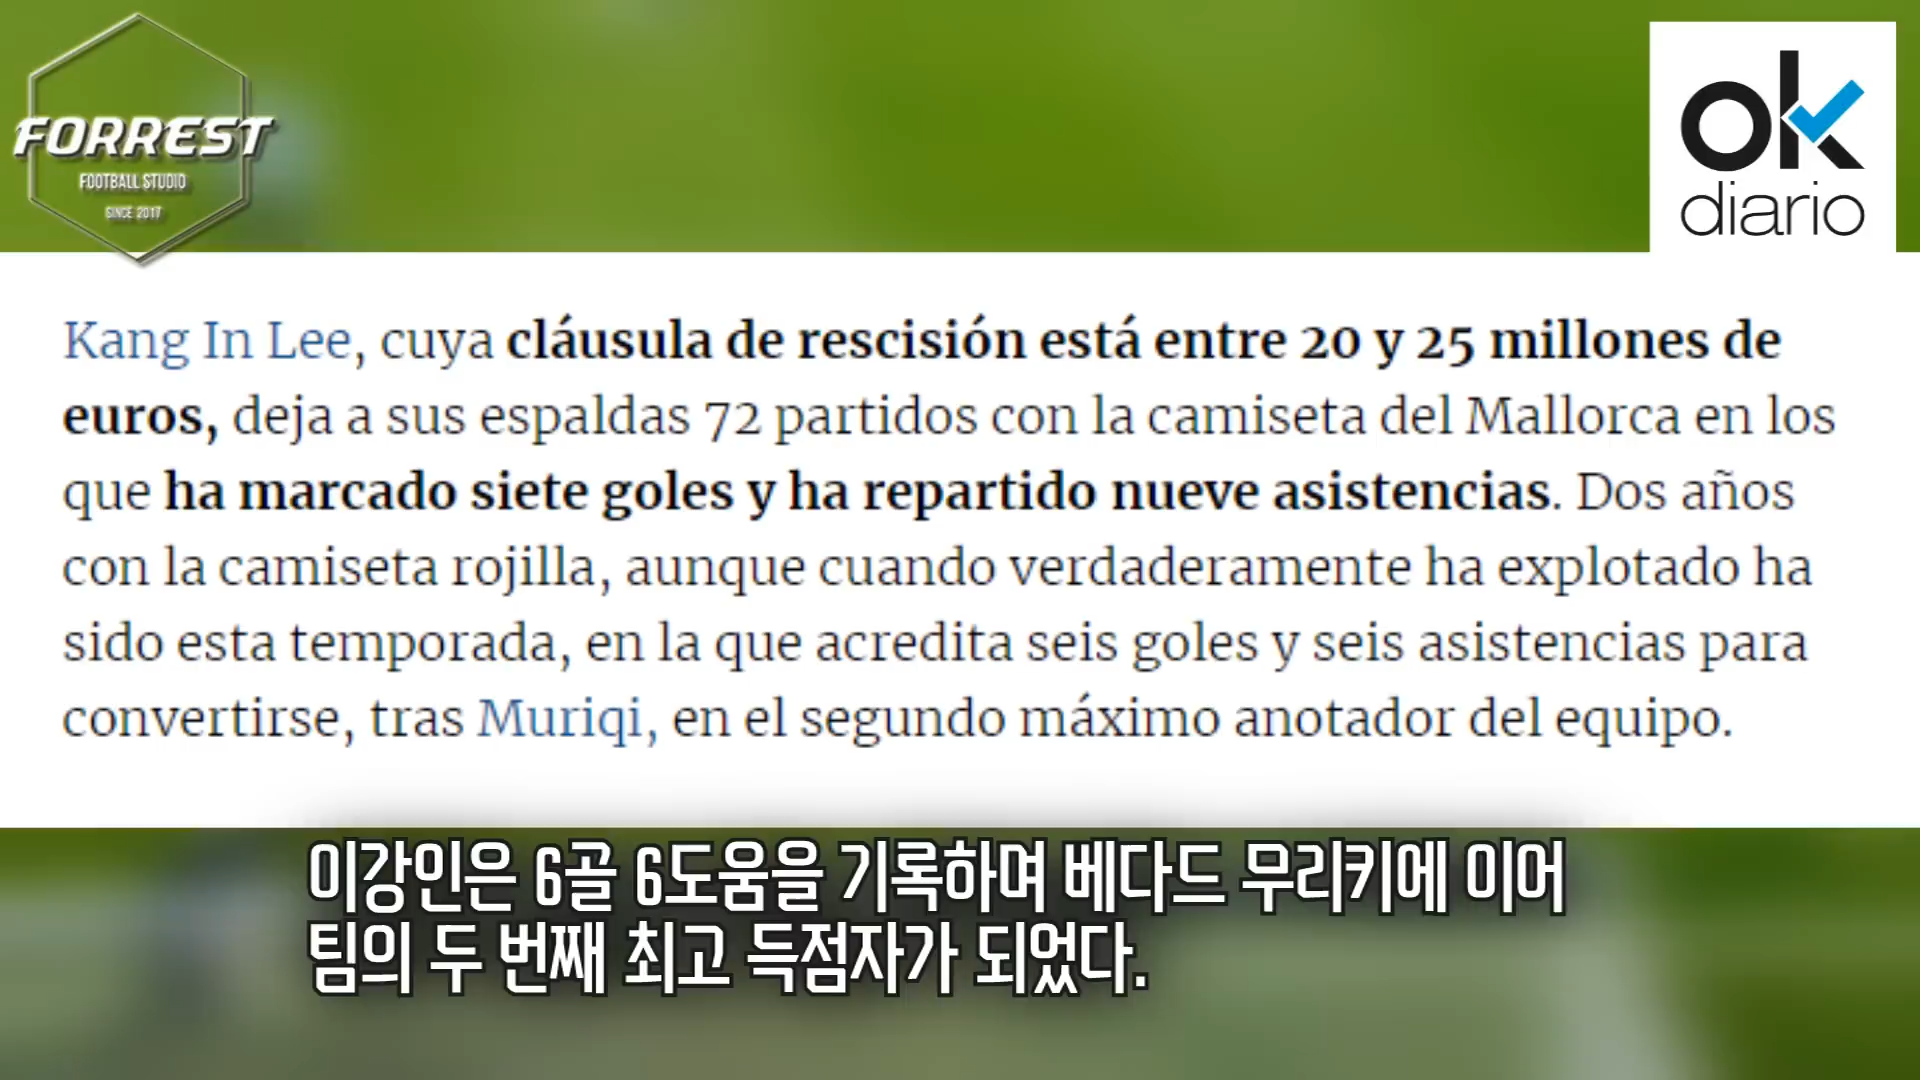 FORREST
FOOTBALL STUDIO
SINCE 2017
ok
diario
Kang In Lee, cuya cláusula de rescisión está entre 20 y 25 millones de
euros, deja a sus espaldas 72 partidos con la camiseta del Mallorca en los
que ha marcado siete goles y ha repartido nueve asistencias. Dos años
con la camiseta rojilla, aunque cuando verdaderamente ha explotado ha
sido esta temporada, en la que acredita seis goles y seis asistencias para
convertirse, tras Muriqi, en el segundo máximo anotador del equipo.
이강인은 6골 6도움을 기록하며 베다드 무리키에 이어
팀의 두 번째 최고 득점자가 되었다.